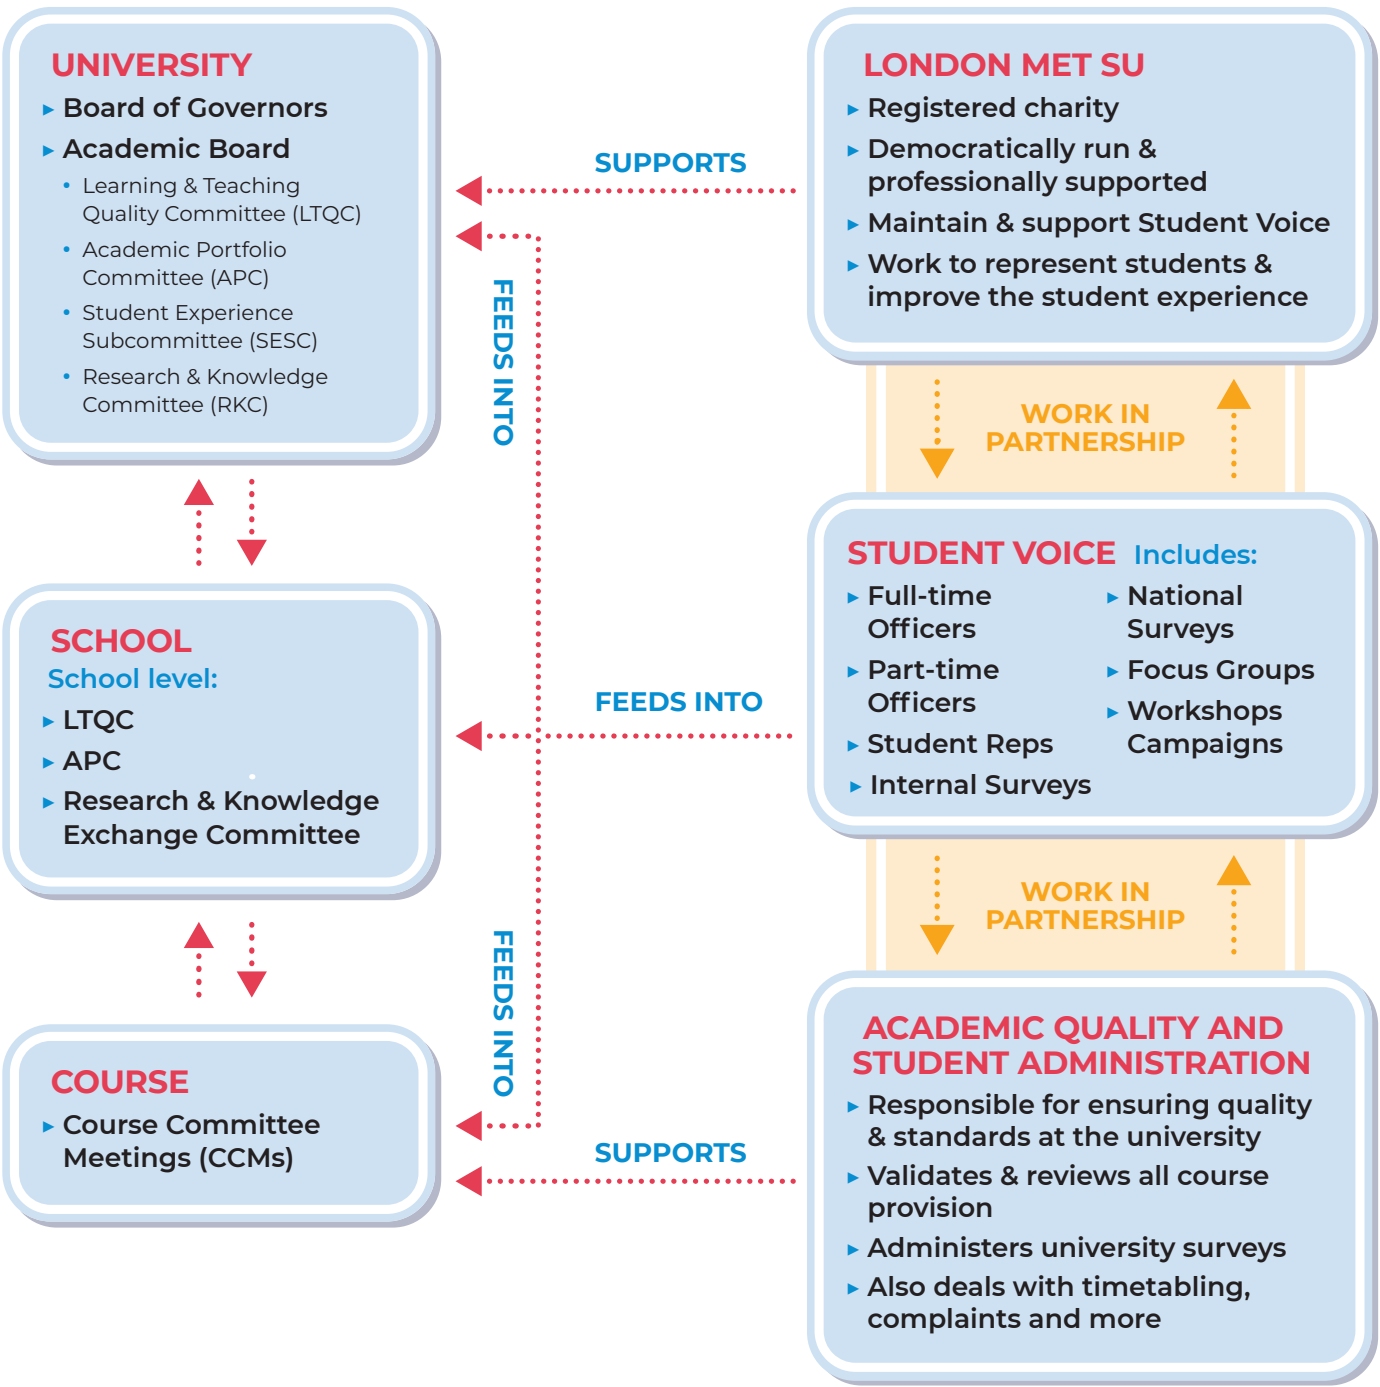 UNIVERSITY
▸ Board of Governors
▸ Academic Board
• Learning & Teaching
Quality Committee (LTQC)
• Academic Portfolio
Committee (APC)
• Student Experience
Subcommittee (SESC)
• Research & Knowledge
Committee (RKC)
SUPPORTS
LONDON MET SU
▸ Registered charity
▸ Democratically run &
professionally supported
▸ Maintain & support Student Voice
▸ Work to represent students &
improve the student experience
FEEDS INTO
WORK IN
PARTNERSHIP
SCHOOL
School level:
▸ LTQC
▸ APC
▸ Research & Knowledge
Exchange Committee
FEEDS INTO
STUDENT VOICE Includes:
▸ Full-time
Officers
▸ Part-time
Officers
▸ Student Reps
▸ Internal Surveys
▸ National
Surveys
▸ Focus Groups
▸ Workshops
Campaigns
FEEDS INTO
WORK IN
PARTNERSHIP
COURSE
▸ Course Committee
Meetings (CCMs)
SUPPORTS
ACADEMIC QUALITY AND
STUDENT ADMINISTRATION
▸ Responsible for ensuring quality
& standards at the university
▸ Validates & reviews all course
provision
▸ Administers university surveys
▸ Also deals with timetabling,
complaints and more